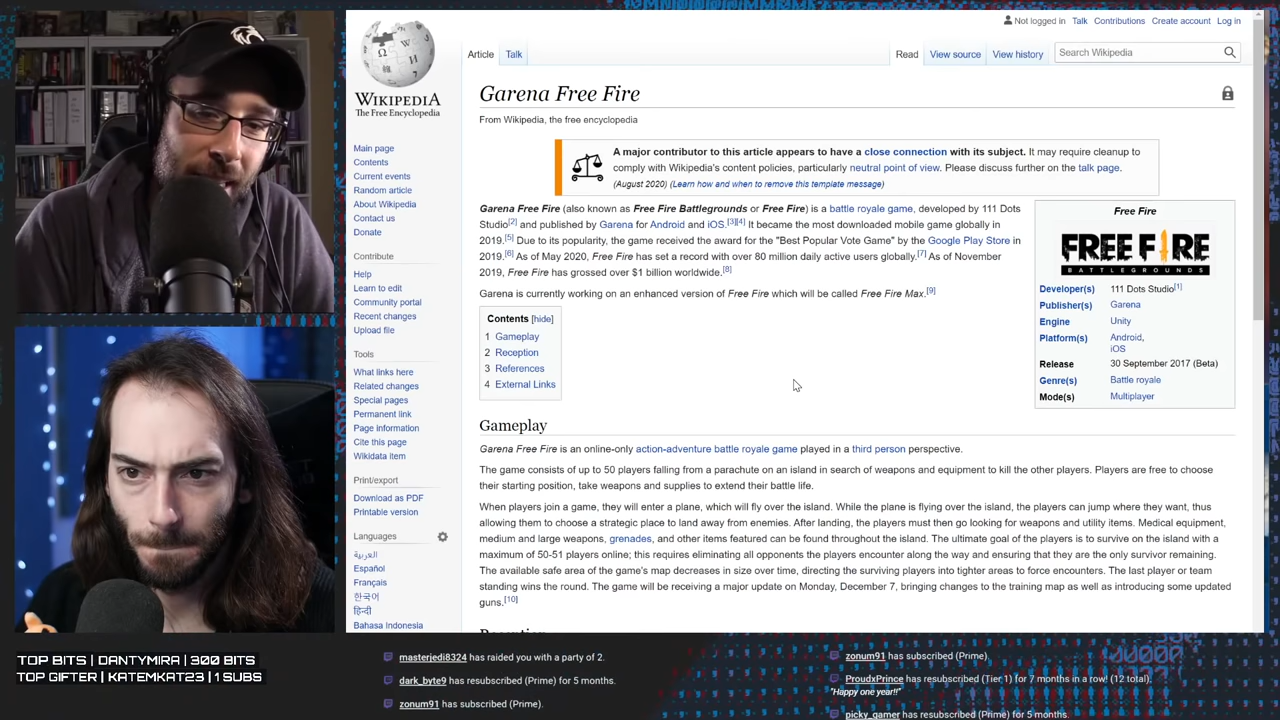 WIKIPEDIA
The Free Encyclopedia
Main page
Contents
Current events
Random article
About Wikipedia
Contact us
Donate
Contribute
Help
Learn to edit
Community portal
Recent changes
Upload file
Tools
What links here
Related changes
Special pages
Permanent link
Page information
Cite this page
Wikidata item
Print/export
Download as PDF
Printable version
Languages
العربية
Español
Français
한국어
हिन्दी
Bahasa Indonesia
Not logged in Talk Contributions Create account Log in
Article Talk
Read View source View history Search Wikipedia
Garena Free Fire
From Wikipedia, the free encyclopedia
A major contributor to this article appears to have a close connection with its subject. It may require cleanup
to comply with Wikipedia's content policies, particularly neutral point of view. Please discuss further on the talk page.
(August 2020) (Learn how and when to remove this template message)
Garena Free Fire (also known as Free Fire Battlegrounds or Free Fire) is a battle royale game, developed by 111 Dots
Studio[2] and published by Garena for Android and iOS.[3][4] It became the most downloaded mobile game globally in
2019.[5] Due to its popularity, the game received the award for the "Best Popular Vote Game" by the Google Play Store in
2019.[6] As of May 2020, Free Fire has set a record with over 80 million daily active users globally.[7] As of November
2019, Free Fire has grossed over $1 billion worldwide.[8]
Garena is currently working on an enhanced version of Free Fire which will be called Free Fire Max.[9]
Contents [hide]
1 Gameplay
2 Reception
3 References
4 External Links
Free Fire
FREE FIRE
BATTLEGROUNDS
Developer(s) 111 Dots Studio[1]
Publisher(s) Garena
Engine Unity
Platform(s) Android,
iOS
Release 30 September 2017 (Beta)
Genre(s) Battle royale
Mode(s) Multiplayer
Gameplay
Garena Free Fire is an online-only action-adventure battle royale game played in a third person perspective.
The game consists of up to 50 players falling from a parachute on an island in search of weapons and equipment to kill the other players. Players are free to choose
their starting position, take weapons and supplies to extend their battle life.
When players join a game, they will enter a plane, which will fly over the island. While the plane is flying over the island, the players can jump where they want, thus
allowing them to choose a strategic place to land away from enemies. After landing, the players must then go looking for weapons and utility items. Medical equipment,
medium and large weapons, grenades, and other items featured can be found throughout the island. The ultimate goal of the players is to survive on the island with a
maximum of 50-51 players online; this requires eliminating all opponents the players encounter along the way and ensuring that they are the only survivor remaining.
The available safe area of the game's map decreases in size over time, directing the surviving players into tighter areas to force encounters. The last player or team
standing wins the round. The game will be receiving a major update on Monday, December 7, bringing changes to the training map as well as introducing some updated
guns.[10]
TOP BITS | DANTYMIRA | 300 BITS
TOP GIFTER | KATEMKAT23 | 1 SUBS
masterjedi8324 has raided you with a party of 2.
dark_byte9 has resubscribed (Prime) for 5 months.
zonum91 has subscribed (Prime).
zonum91 has subscribed (Prime).
ProudxPrince has resubscribed (Tier 1) for 7 months in a row! (12 total).
"Happy one year!!"
picky_gamer has resubscribed (Prime) for 5 months.